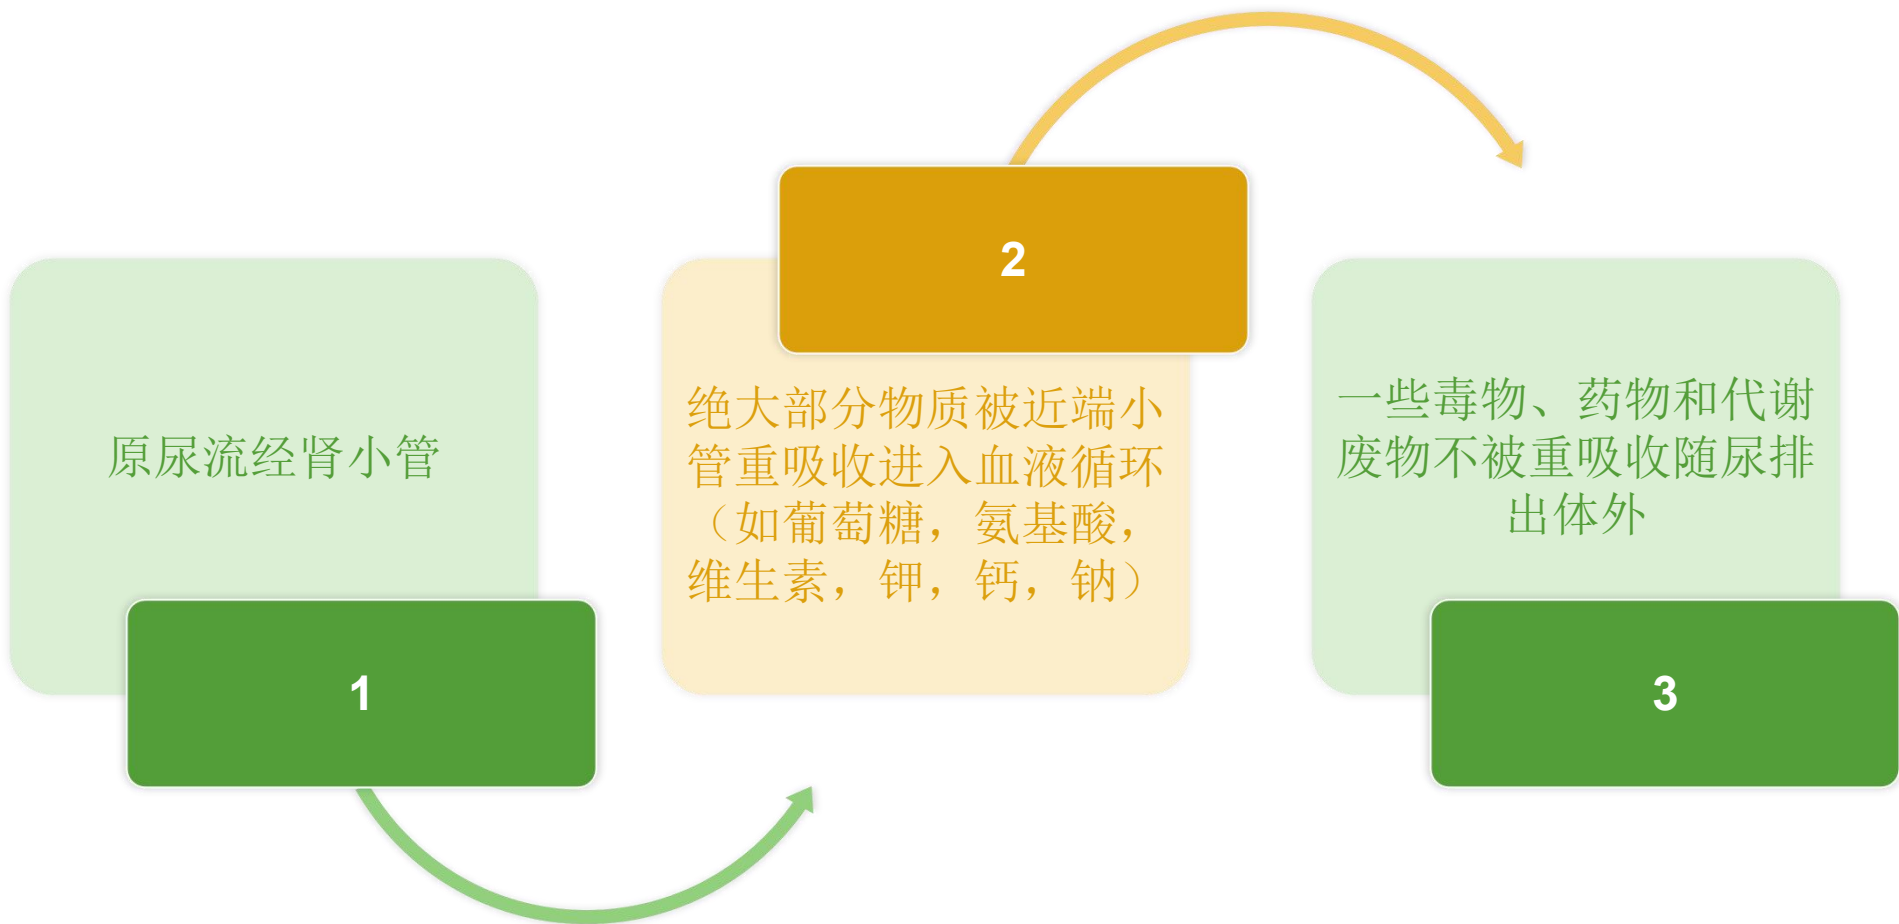 原尿流经肾小管
1
2
绝大部分物质被近端小
管重吸收进入血液循环
（如葡萄糖，氨基酸，
维生素，钾，钙，钠）
一些毒物、药物和代谢
废物不被重吸收随尿排
出体外
3